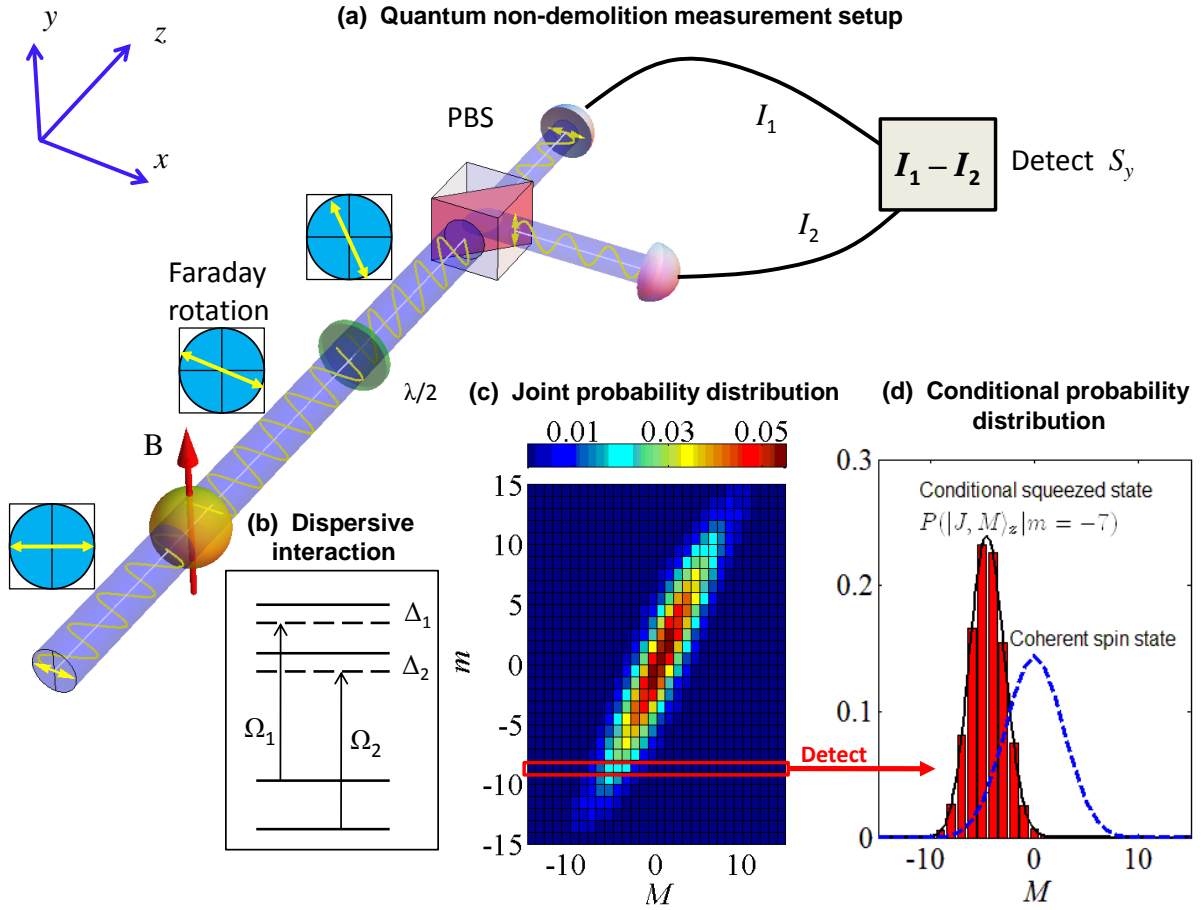 (a) Quantum non-demolition measurement setup
y
z
x
PBS
I₁
I₂
I₁ – I₂
Detect S_y
Faraday
rotation
λ/2
B
(b) Dispersive
interaction
Δ₁
Δ₂
Ω₁
Ω₂
(c) Joint probability distribution
0.01 0.03 0.05
15
10
5
0
-5
-10
-15
m
-10 0 10
M
Detect
(d) Conditional probability
distribution
0.3
0.2
0.1
0
Conditional squeezed state
P(|J, M⟩_z|m = −7)
Coherent spin state
-10 0 10
M